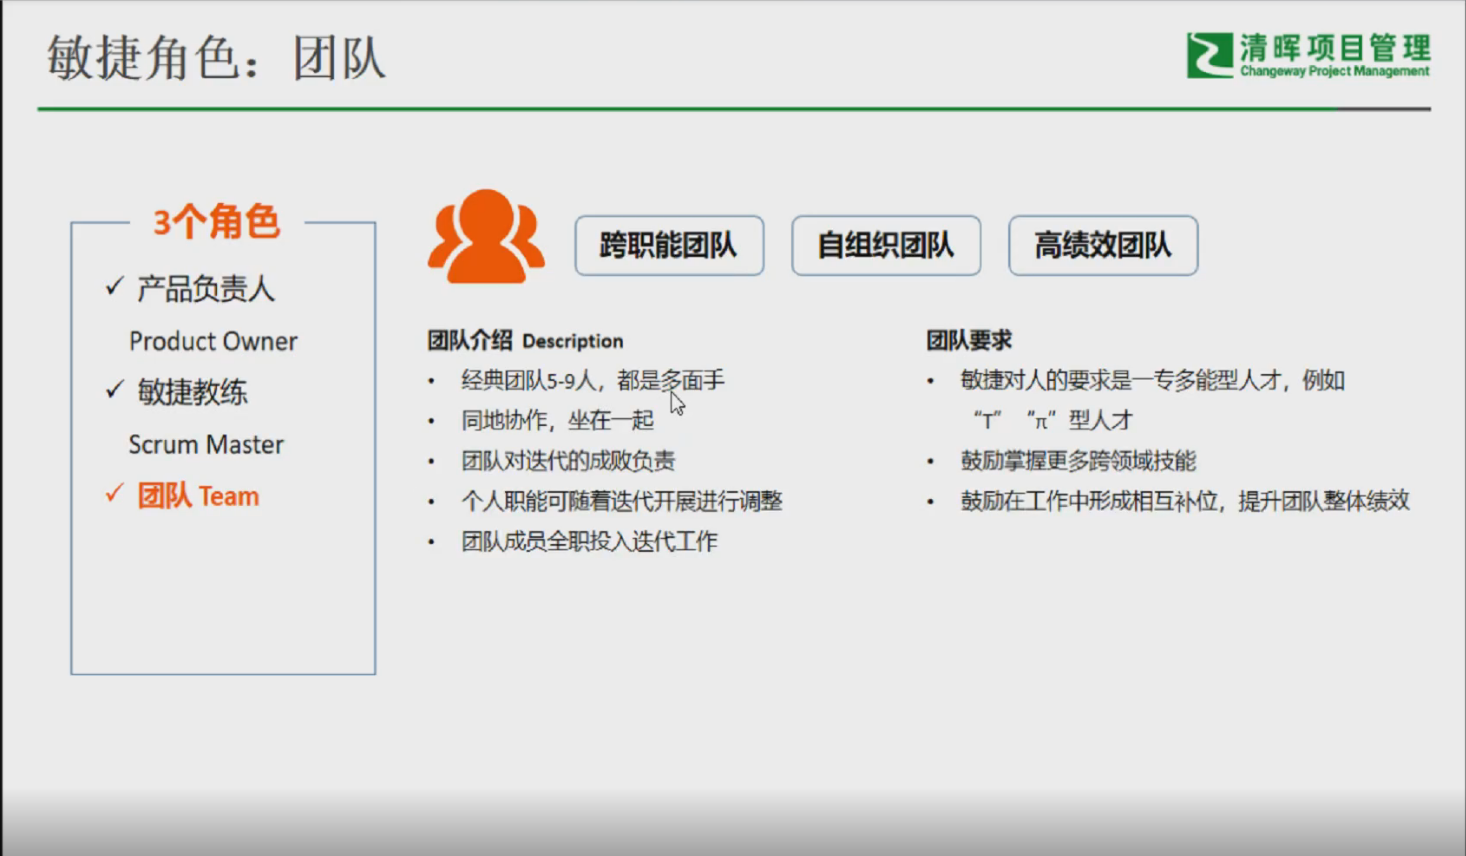 敏捷角色：团队
清晖项目管理
Changeway Project Management
3个角色
✓ 产品负责人
Product Owner
✓ 敏捷教练
Scrum Master
✓ 团队 Team
跨职能团队
自组织团队
高绩效团队
团队介绍 Description
• 经典团队5-9人，都是多面手
• 同地协作，坐在一起
• 团队对迭代的成败负责
• 个人职能可随着迭代开展进行调整
• 团队成员全职投入迭代工作
团队要求
• 敏捷对人的要求是一专多能型人才，例如
“T” “π”型人才
• 鼓励掌握更多跨领域技能
• 鼓励在工作中形成相互补位，提升团队整体绩效